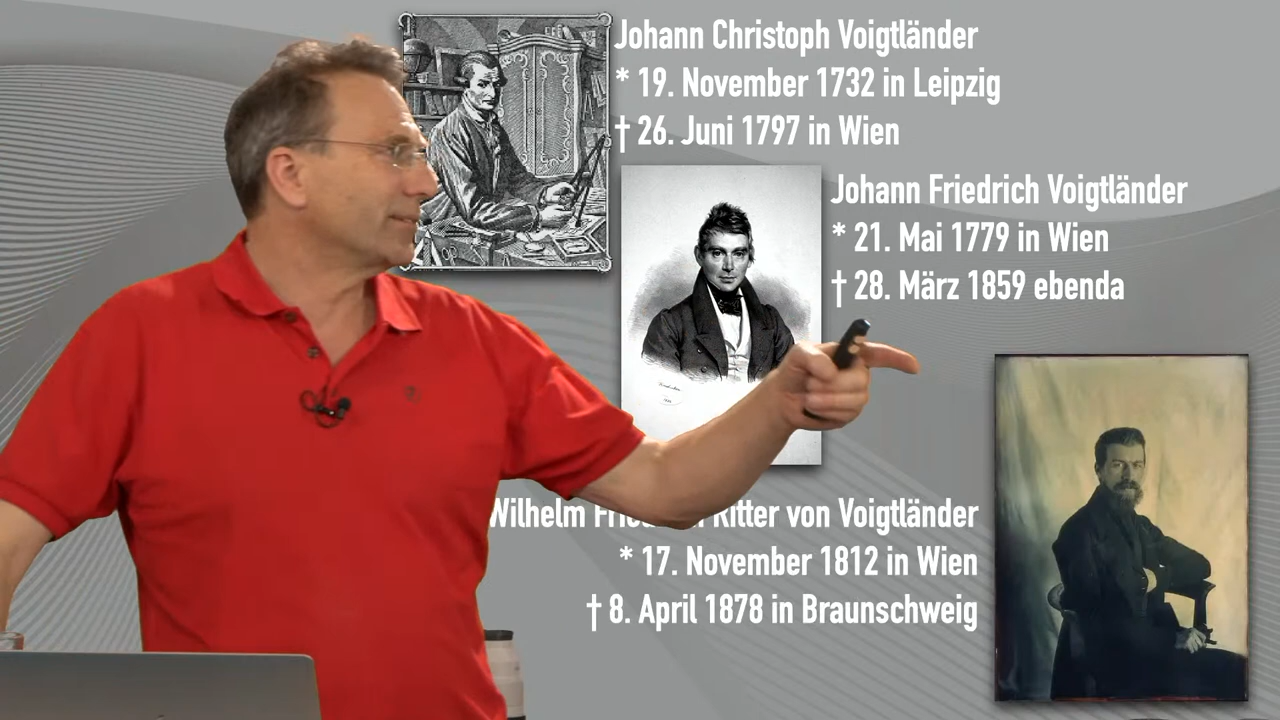 Johann Christoph Voigtländer
* 19. November 1732 in Leipzig
† 26. Juni 1797 in Wien
Johann Friedrich Voigtländer
* 21. Mai 1779 in Wien
† 28. März 1859 ebenda
Wilhelm Ritter von Voigtländer
* 17. November 1812 in Wien
† 8. April 1878 in Braunschweig